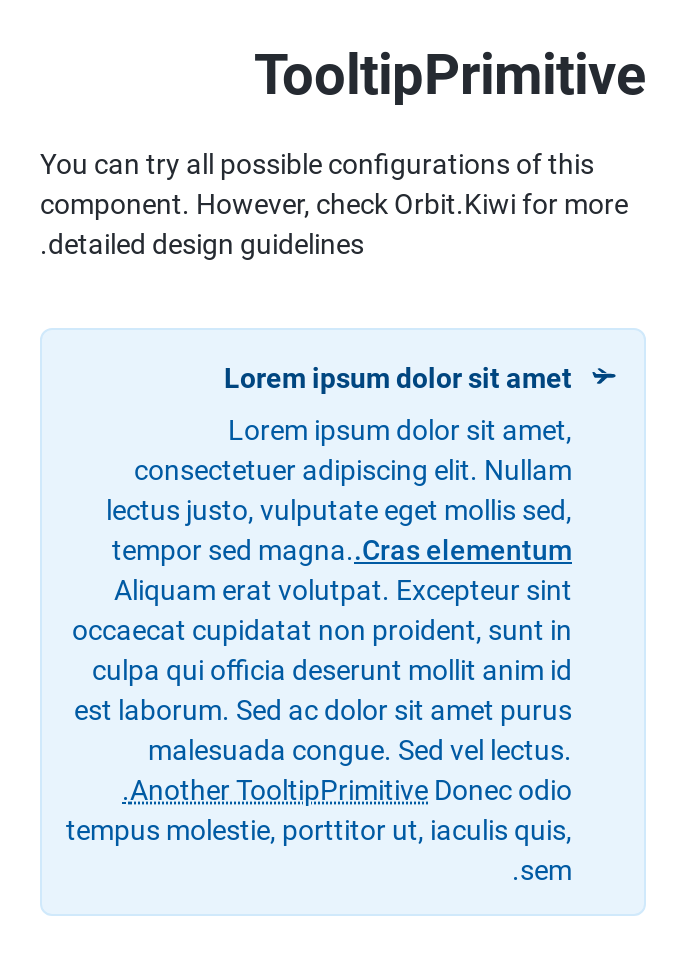 TooltipPrimitive
You can try all possible configurations of this
component. However, check Orbit.Kiwi for more
.detailed design guidelines
Lorem ipsum dolor sit amet
Lorem ipsum dolor sit amet,
consectetuer adipiscing elit. Nullam
lectus justo, vulputate eget mollis sed,
tempor sed magna..Cras elementum
Aliquam erat volutpat. Excepteur sint
occaecat cupidatat non proident, sunt in
culpa qui officia deserunt mollit anim id
est laborum. Sed ac dolor sit amet purus
malesuada congue. Sed vel lectus.
.Another TooltipPrimitive Donec odio
tempus molestie, porttitor ut, iaculis quis,
.sem